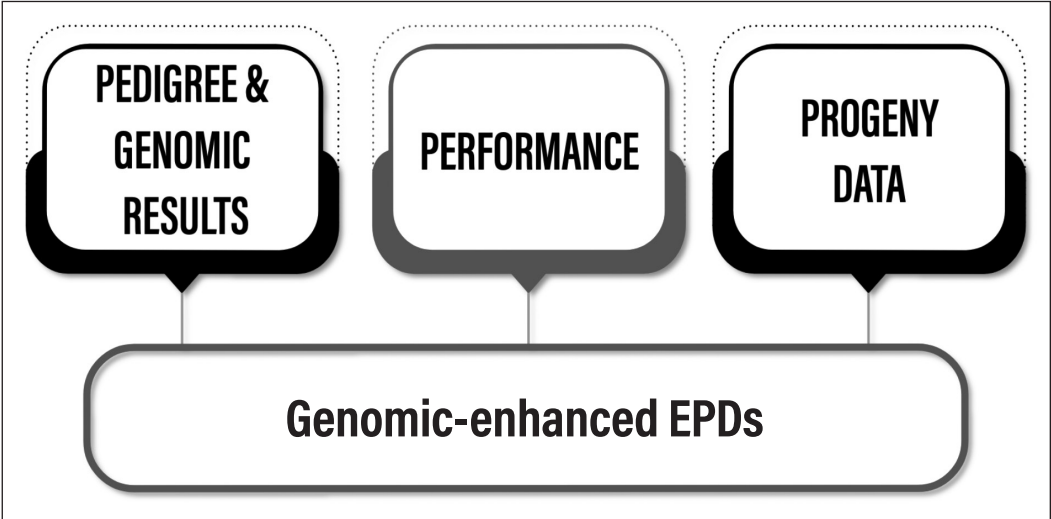 PEDIGREE &
GENOMIC
RESULTS
PERFORMANCE
PROGENY
DATA
Genomic-enhanced EPDs